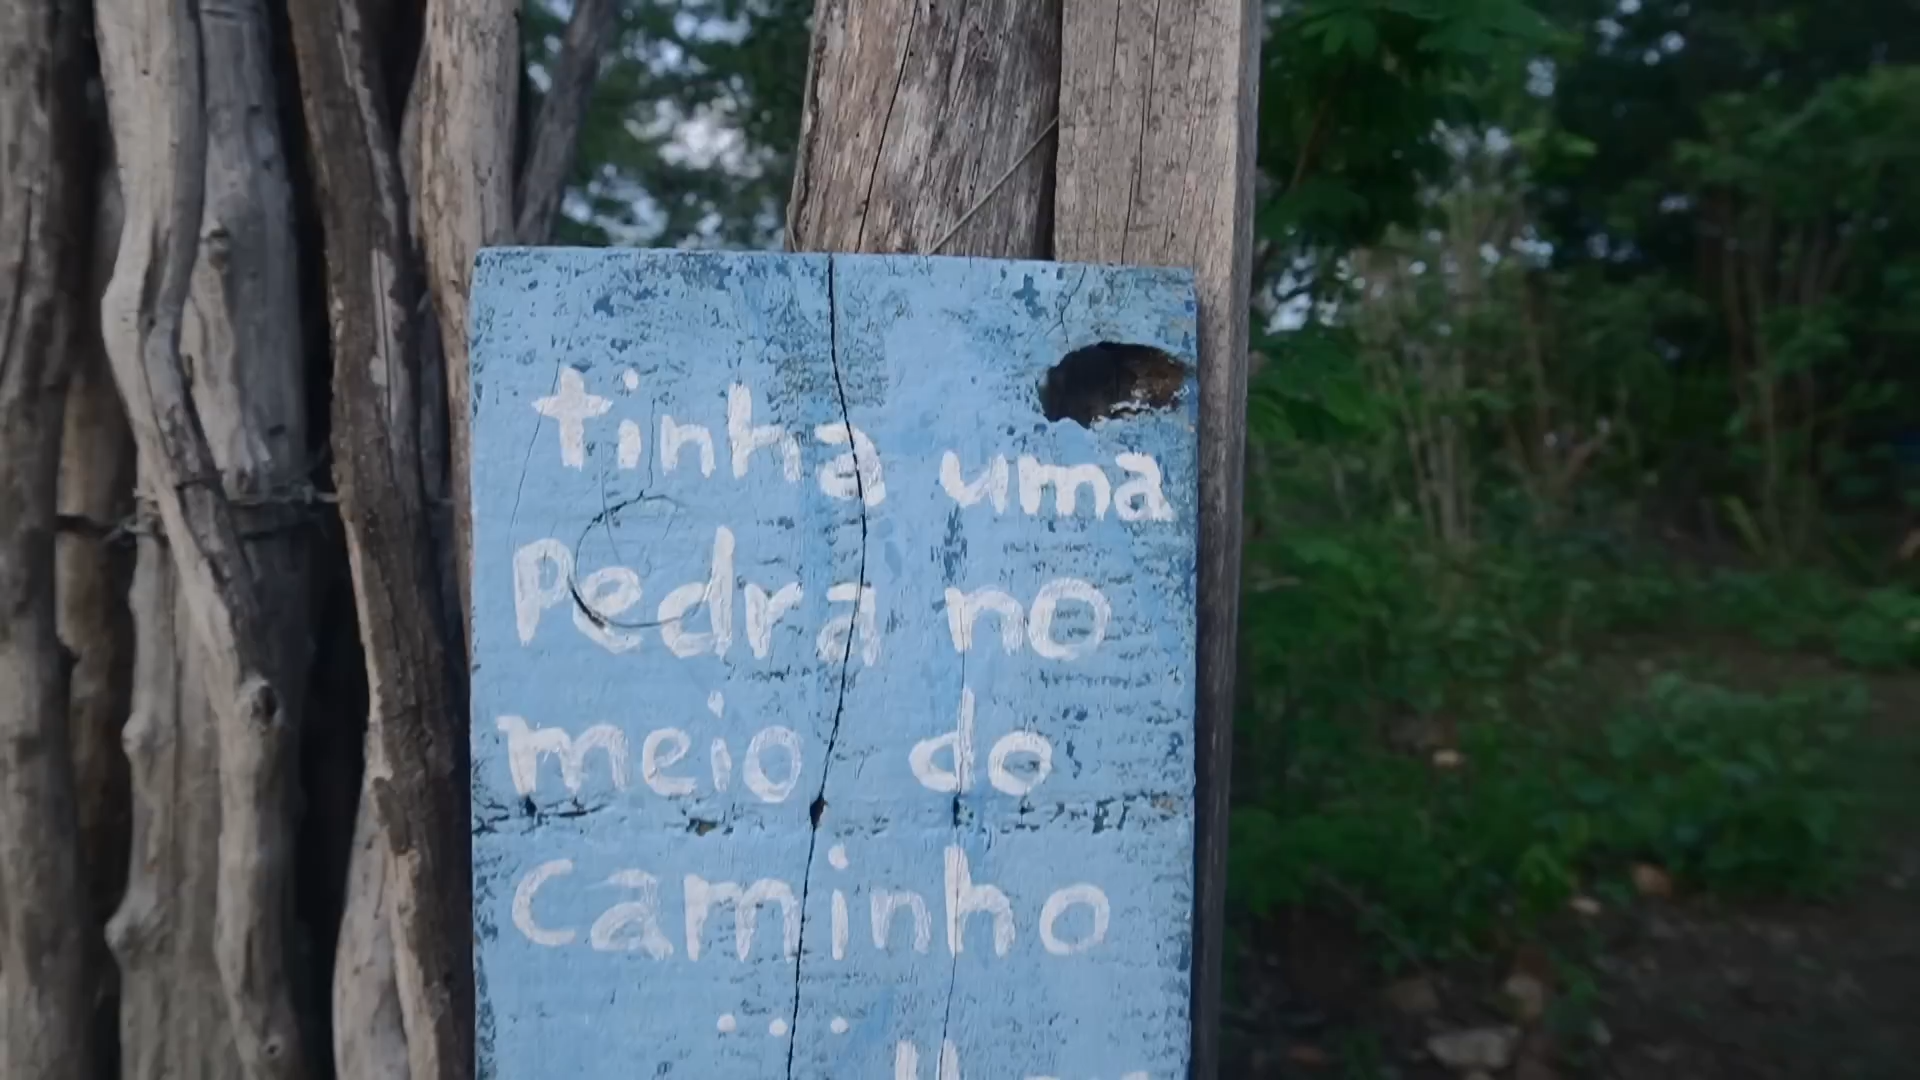 tinha uma
Pedra no
meio do
Caminho
...